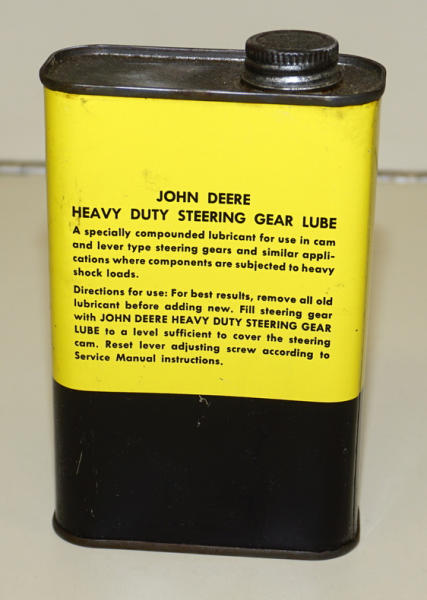 JOHN DEERE
HEAVY DUTY STEERING GEAR LUBE
A specially compounded lubricant for use in cam
and lever type steering gears and similar appli-
cations where components are subjected to heavy
shock loads.
Directions for use: For best results, remove all old
lubricant before adding new. Fill steering gear
with JOHN DEERE HEAVY DUTY STEERING GEAR
LUBE to a level sufficient to cover the steering
cam. Reset lever adjusting screw according to
Service Manual instructions.